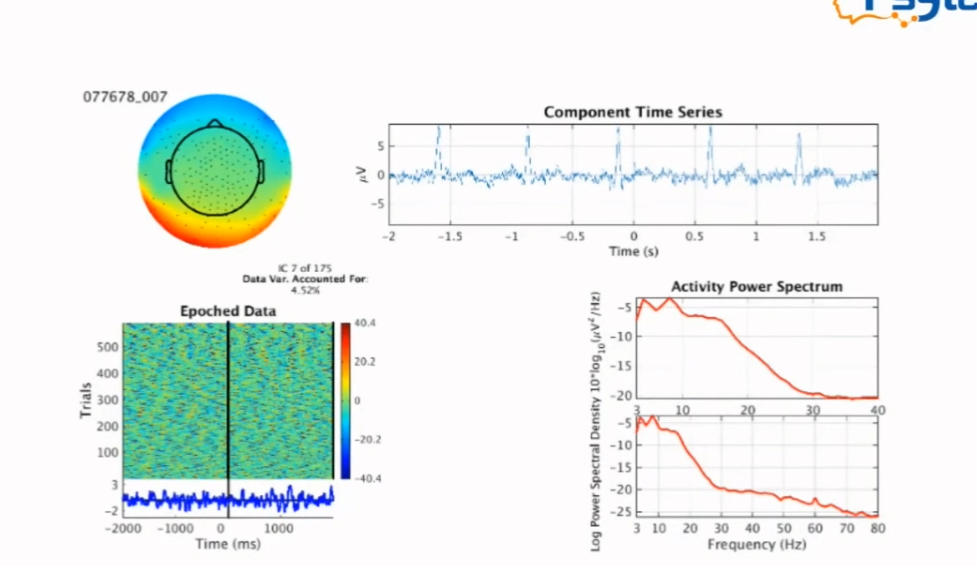 077678_007
Component Time Series
μV
5
0
−5
−2 −1.5 −1 −0.5 0 0.5 1 1.5
Time (s)
IC 7 of 175
Data Var. Accounted For:
4.52%
Epoched Data
Trials
500
400
300
200
100
3
−2
−2000 −1000 0 1000
Time (ms)
40.4
20.2
0
−20.2
−40.4
Activity Power Spectrum
Log Power Spectral Density 10*log10(μV2/Hz)
−5
−10
−15
−20
3 10 20 30 40
−5
−10
−15
−20
−25
3 10 20 30 40 50 60 70 80
Frequency (Hz)